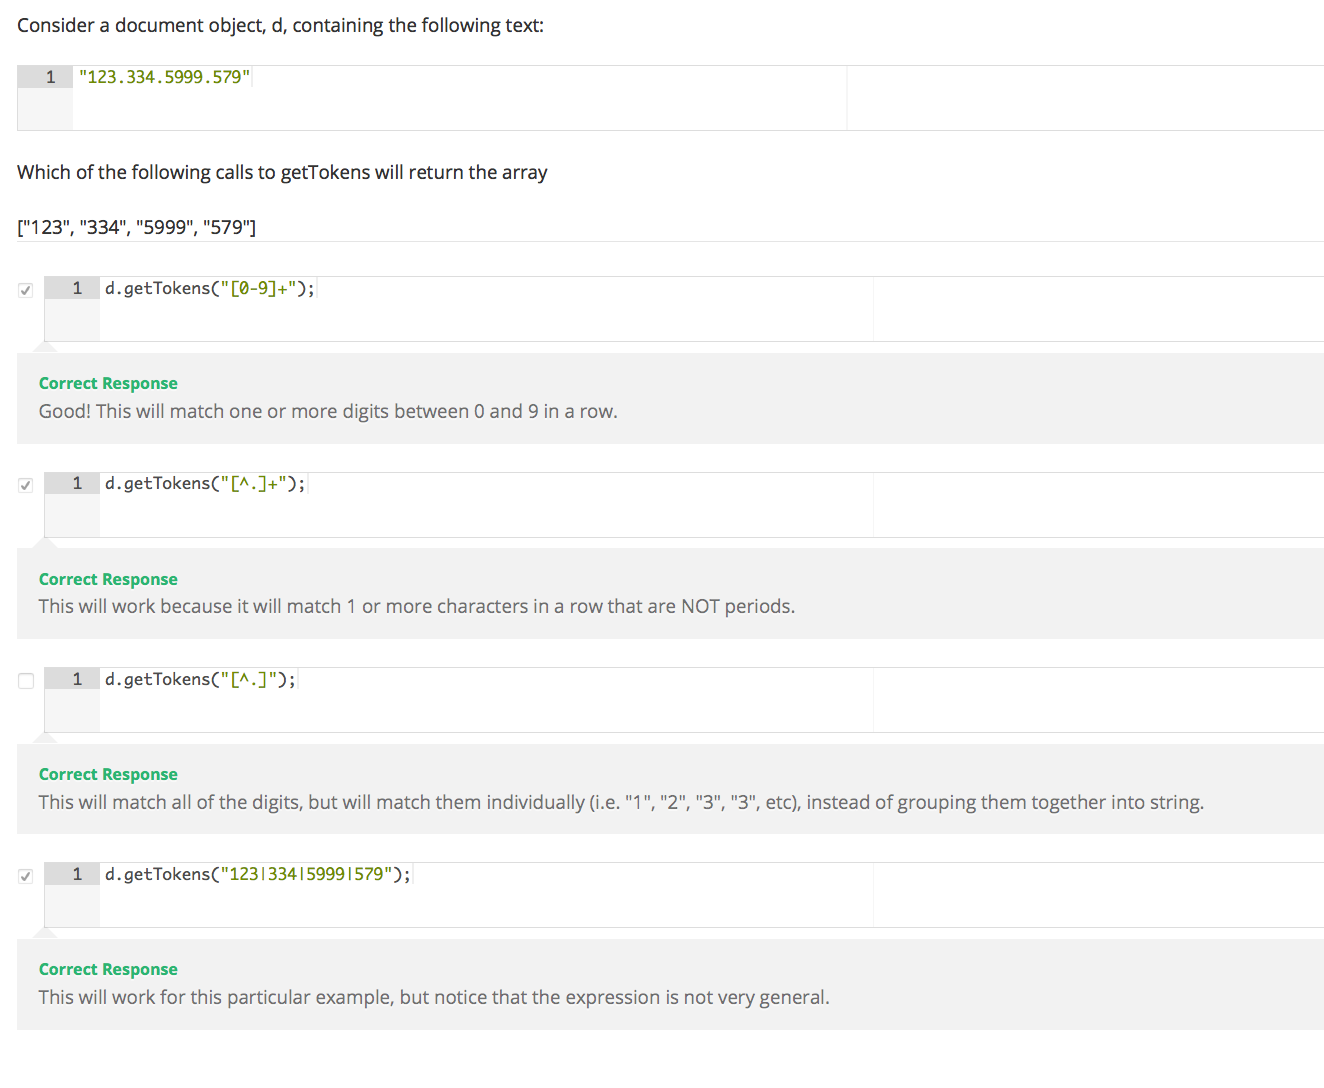 Consider a document object, d, containing the following text:
1 "123.334.5999.579"
Which of the following calls to getTokens will return the array
["123", "334", "5999", "579"]
1 d.getTokens("[0-9]+");
Correct Response
Good! This will match one or more digits between 0 and 9 in a row.
1 d.getTokens("[^.]+");
Correct Response
This will work because it will match 1 or more characters in a row that are NOT periods.
1 d.getTokens("[^.]");
Correct Response
This will match all of the digits, but will match them individually (i.e. "1", "2", "3", "3", etc), instead of grouping them together into string.
1 d.getTokens("123|334|5999|579");
Correct Response
This will work for this particular example, but notice that the expression is not very general.